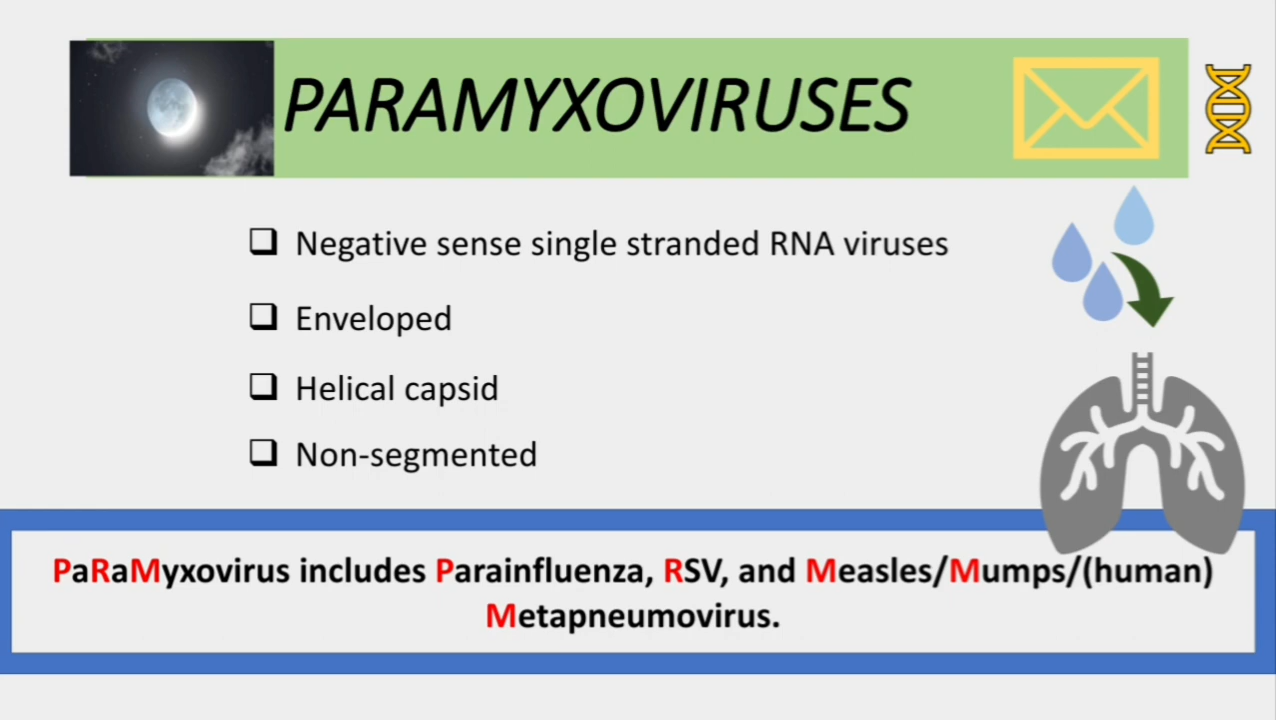 PARAMYXOVIRUSES
Negative sense single stranded RNA viruses
Enveloped
Helical capsid
Non-segmented
PaRaMyxovirus includes Parainfluenza, RSV, and Measles/Mumps/(human)
Metapneumovirus.